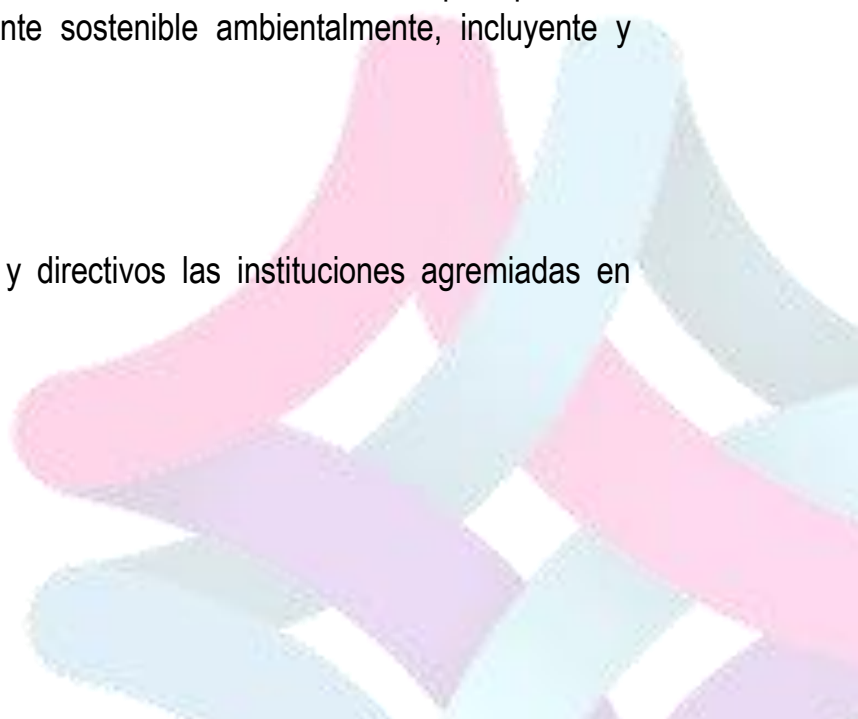 nte sostenible ambientalmente, incluyente y
y directivos las instituciones agremiadas en